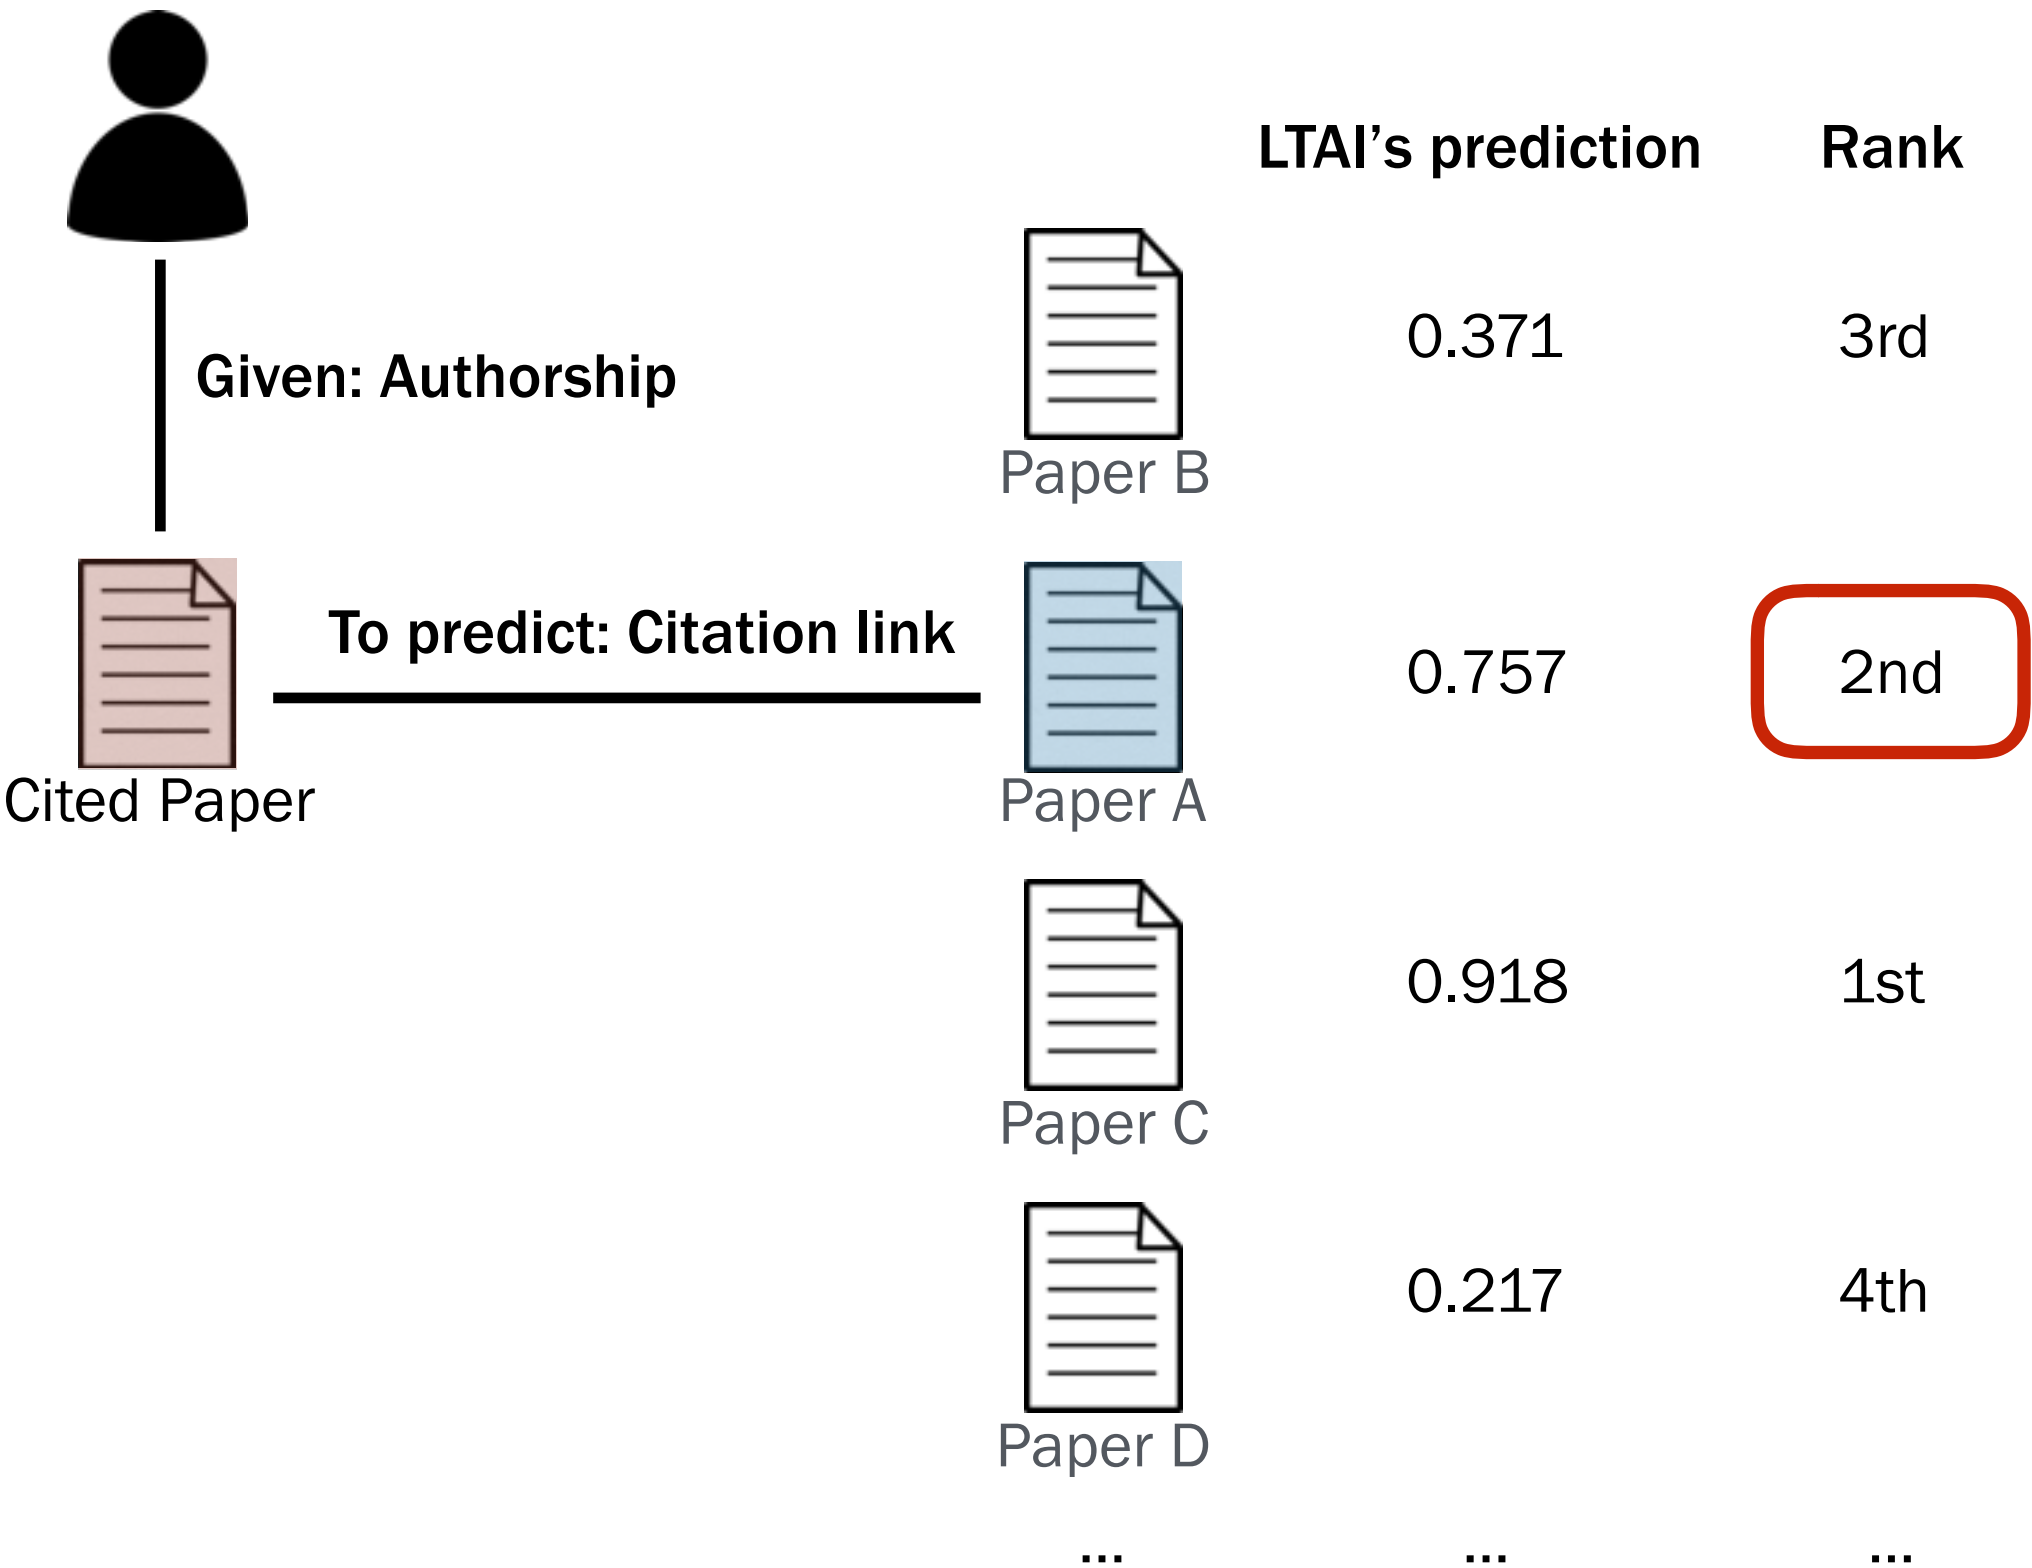 LTAI's prediction Rank
0.371 3rd
Given: Authorship
Paper B
To predict: Citation link
0.757 2nd
Cited Paper Paper A
0.918 1st
Paper C
0.217 4th
Paper D
... ... ...